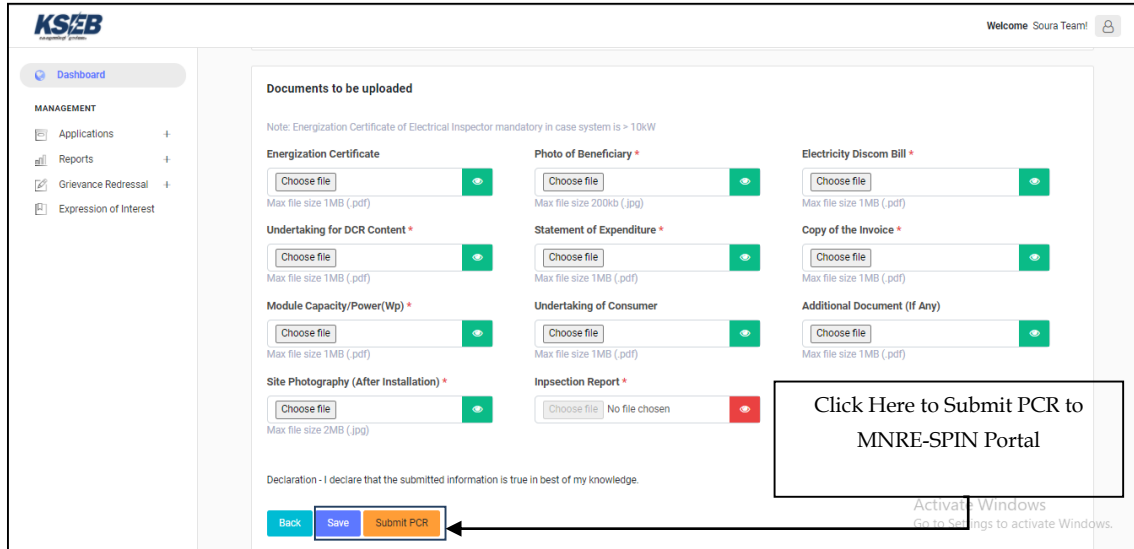 KSEB
Welcome Soura Team!
Dashboard
MANAGEMENT
Applications +
Reports +
Grievance Redressal +
Expression of Interest
Documents to be uploaded
Note: Energization Certificate of Electrical Inspector mandatory in case system is > 10kW
Energization Certificate
Photo of Beneficiary *
Electricity Discom Bill *
Choose file
Choose file
Choose file
Max file size 1MB (.pdf)
Max file size 200kb (.jpg)
Max file size 1MB (.pdf)
Undertaking for DCR Content *
Statement of Expenditure *
Copy of the Invoice *
Choose file
Choose file
Choose file
Max file size 1MB (.pdf)
Max file size 1MB (.pdf)
Max file size 1MB (.pdf)
Module Capacity/Power(Wp) *
Undertaking of Consumer
Additional Document (If Any)
Choose file
Choose file
Choose file
Max file size 1MB (.pdf)
Max file size 1MB (.pdf)
Max file size 1MB (.pdf)
Site Photography (After Installation) *
Inpsection Report *
Choose file
Choose file No file chosen
Max file size 2MB (.jpg)
Click Here to Submit PCR to
MNRE-SPIN Portal
Declaration - I declare that the submitted information is true in best of my knowledge.
Back
Save
Submit PCR
Activate Windows
Go to Settings to activate Windows.